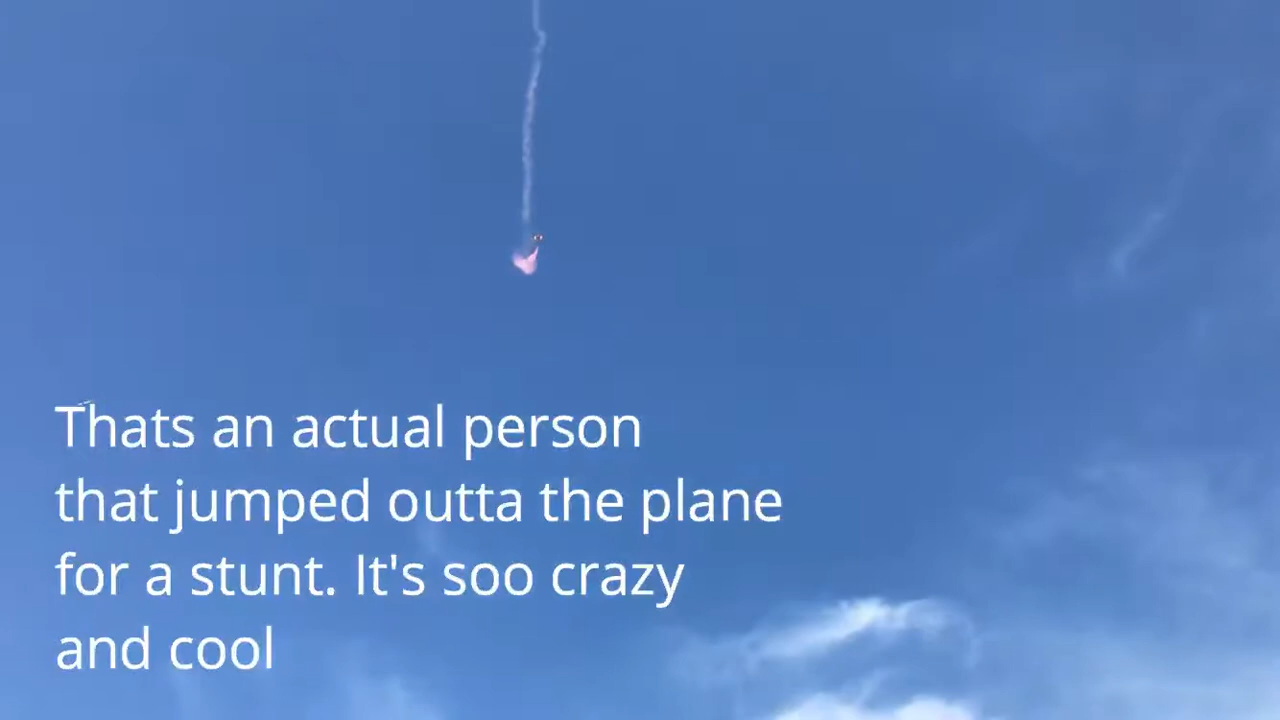 Thats an actual person
that jumped outta the plane
for a stunt. It's soo crazy
and cool